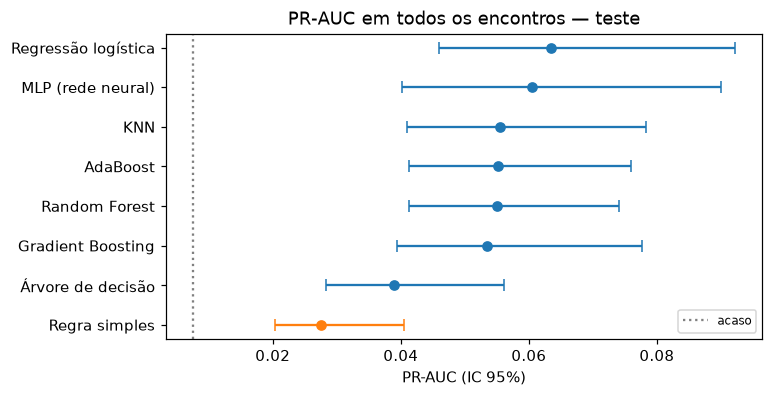 PR-AUC em todos os encontros — teste
Regressão logística
MLP (rede neural)
KNN
AdaBoost
Random Forest
Gradient Boosting
Árvore de decisão
Regra simples
acaso
0.02 0.04 0.06 0.08
PR-AUC (IC 95%)